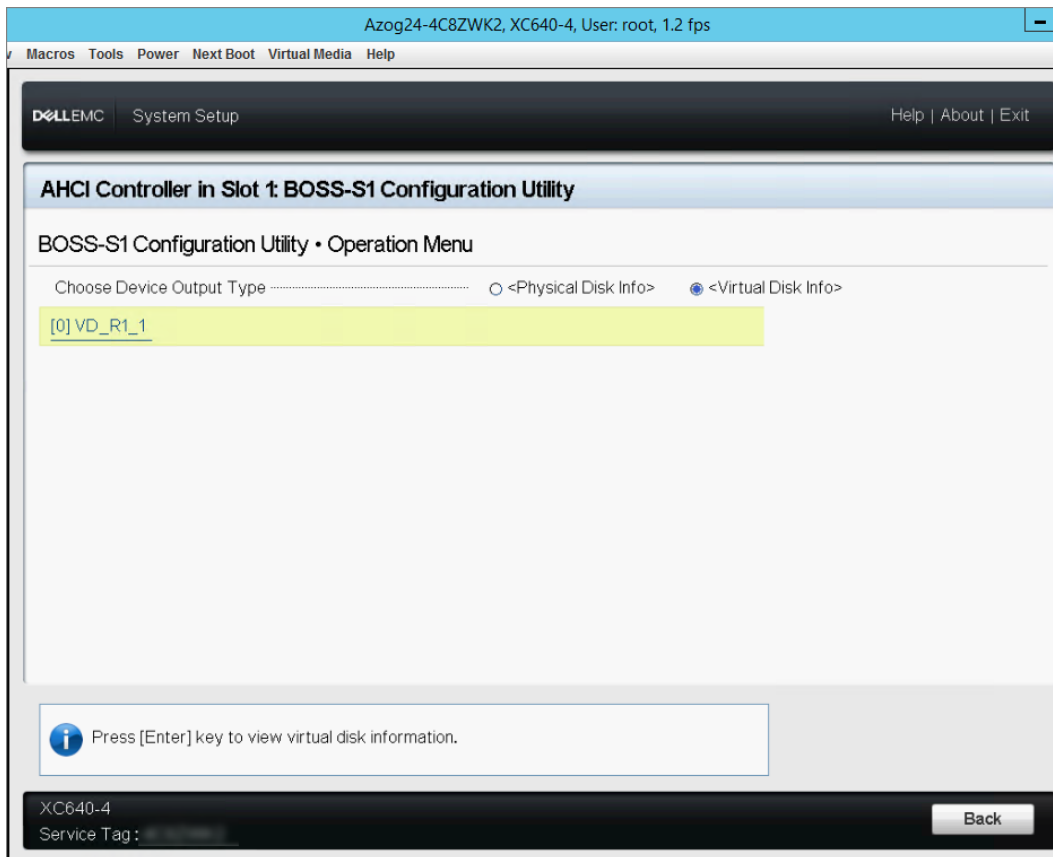 Azog24-4C8ZWK2, XC640-4, User: root, 1.2 fps
Macros Tools Power Next Boot Virtual Media Help
DELLEMC System Setup Help | About | Exit
AHCI Controller in Slot 1: BOSS-S1 Configuration Utility
BOSS-S1 Configuration Utility • Operation Menu
Choose Device Output Type <Physical Disk Info> <Virtual Disk Info>
[0] VD_R1_1
Press [Enter] key to view virtual disk information.
XC640-4
Service Tag :
Back